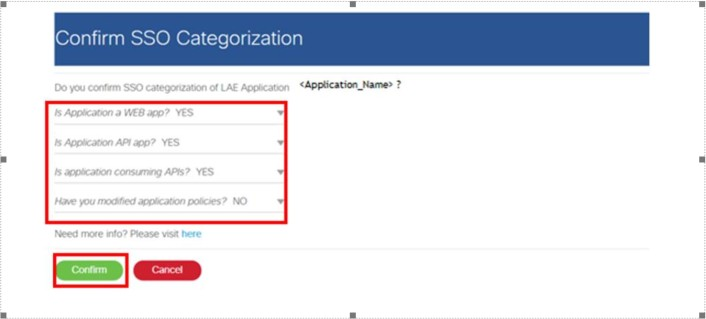 Confirm SSO Categorization
Do you confirm SSO categorization of LAE Application <Application_Name> ?
Is Application a WEB app? YES
Is Application API app? YES
Is application consuming APIs? YES
Have you modified application policies? NO
Need more info? Please visit here
Confirm Cancel